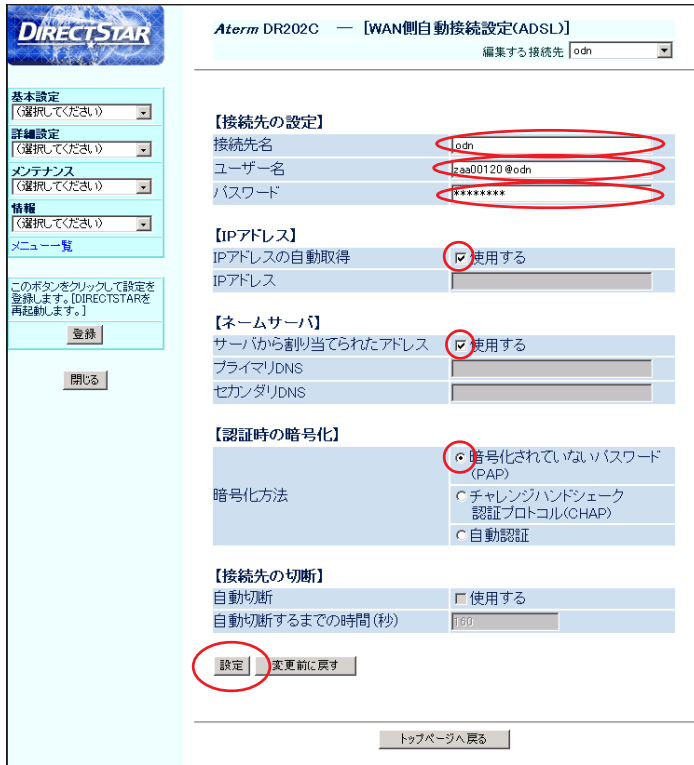 DIRECTSTAR
基本設定
(選択してください)
詳細設定
(選択してください)
メンテナンス
(選択してください)
情報
(選択してください)
メニュー一覧
このボタンをクリックして設定を
登録します。[DIRECTSTARを
再起動します。]
登録
閉じる
Aterm DR202C — [WAN側自動接続設定(ADSL)]
編集する接続先 odn
【接続先の設定】
接続先名 odn
ユーザー名 zaa00120@odn
パスワード ********
【IPアドレス】
IPアドレスの自動取得 使用する
IPアドレス
【ネームサーバ】
サーバから割り当てられたアドレス 使用する
プライマリDNS
セカンダリDNS
【認証時の暗号化】
暗号化方法
暗号化されていないパスワード
(PAP)
チャレンジハンドシェーク
認証プロトコル(CHAP)
自動認証
【接続先の切断】
自動切断 使用する
自動切断するまでの時間(秒) 160
設定 変更前に戻す
トップページへ戻る